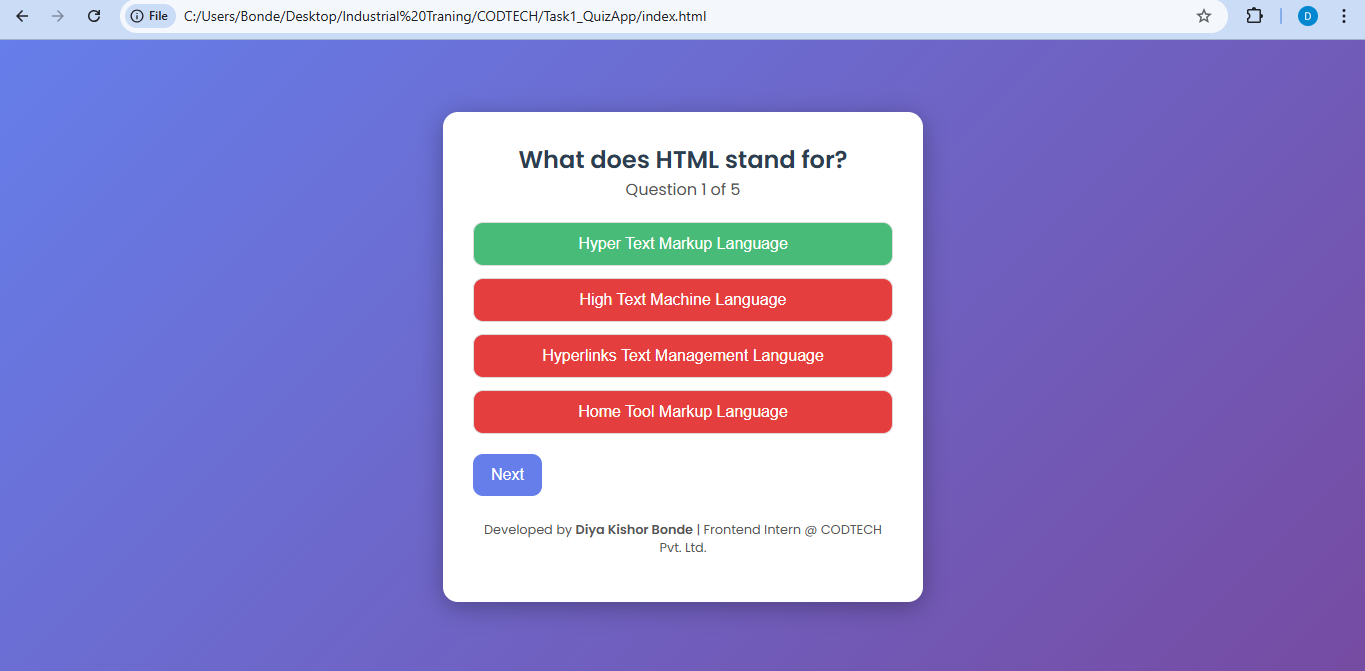 File C:/Users/Bonde/Desktop/Industrial%20Traning/CODTECH/Task1_QuizApp/index.html
D
What does HTML stand for?
Question 1 of 5
Hyper Text Markup Language
High Text Machine Language
Hyperlinks Text Management Language
Home Tool Markup Language
Next
Developed by Diya Kishor Bonde | Frontend Intern @ CODTECH
Pvt. Ltd.